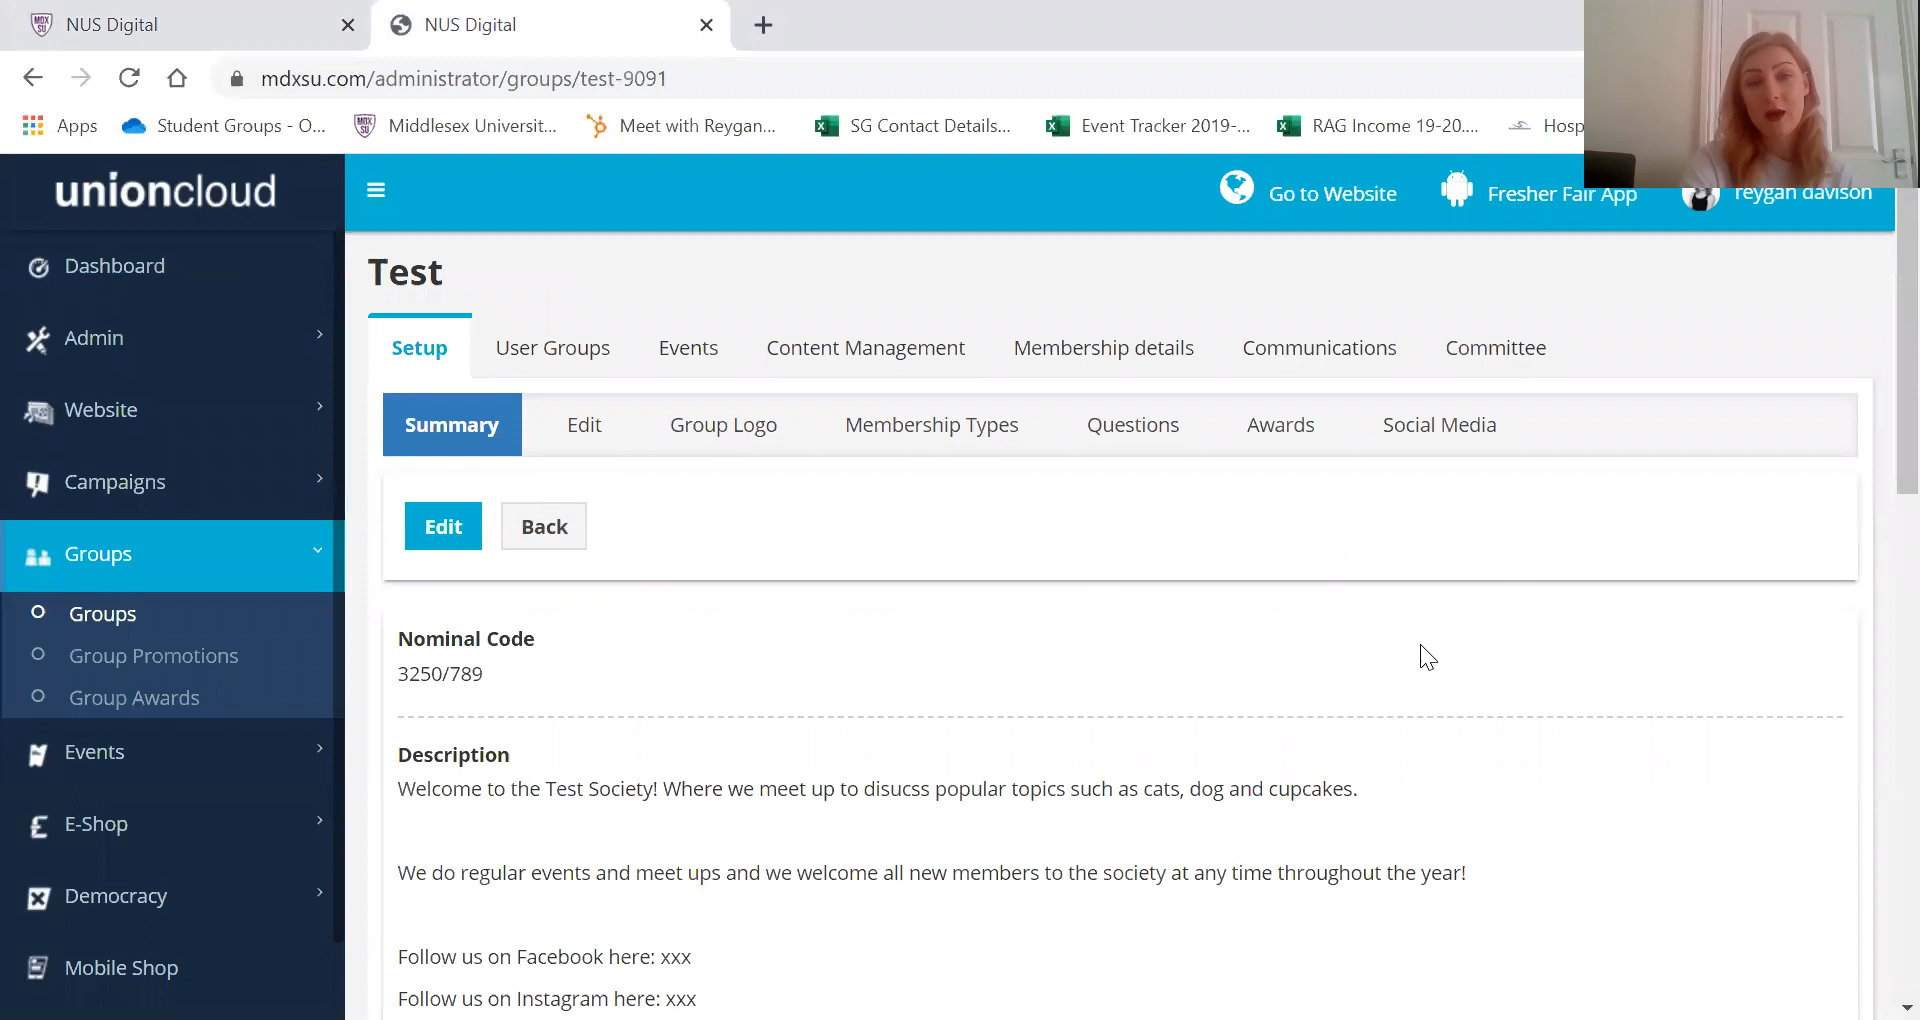 NUS Digital
NUS Digital
mdxsu.com/administrator/groups/test-9091
Apps
Student Groups - O...
MDX SU
Middlesex Universit...
Meet with Reygan...
SG Contact Details...
Event Tracker 2019-...
RAG Income 19-20....
Hosp
unioncloud
Go to Website
Fresher Fair App
reygan davison
Dashboard
Admin
Website
Campaigns
Groups
Groups
Group Promotions
Group Awards
Events
E-Shop
Democracy
Mobile Shop
Test
Setup
User Groups
Events
Content Management
Membership details
Communications
Committee
Summary
Edit
Group Logo
Membership Types
Questions
Awards
Social Media
Edit
Back
Nominal Code
3250/789
Description
Welcome to the Test Society! Where we meet up to disucss popular topics such as cats, dog and cupcakes.
We do regular events and meet ups and we welcome all new members to the society at any time throughout the year!
Follow us on Facebook here: xxx
Follow us on Instagram here: xxx